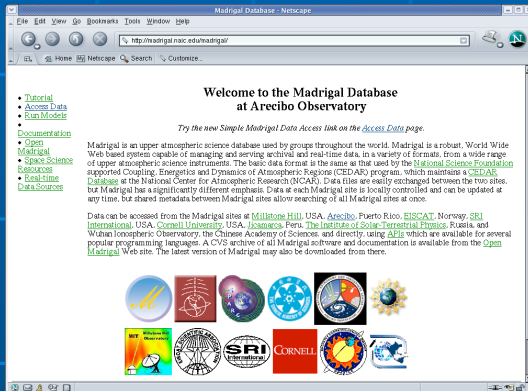 Madrigal Database - Netscape
File Edit View Go Bookmarks Tools Window Help
http://madrigal.naic.edu/madrigal/
Home Netscape Search Customize...
Welcome to the Madrigal Database
at Arecibo Observatory
Try the new Simple Madrigal Data Access link on the Access Data page.
Tutorial
Access Data
Run Models
Documentation
Open
Madrigal
Space Science
Resources
Real-time
Data Sources
Madrigal is an upper atmospheric science database used by groups throughout the world. Madrigal is a robust, World Wide
Web based system capable of managing and serving archival and real-time data, in a variety of formats, from a wide range
of upper atmospheric science instruments. The basic data format is the same as that used by the National Science Foundation
supported Coupling, Energetics and Dynamics of Atmospheric Regions (CEDAR) program, which maintains a CEDAR
Database at the National Center for Atmospheric Research (NCAR). Data files are easily exchanged between the two sites,
but Madrigal has a significantly different emphasis. Data at each Madrigal site is locally controlled and can be updated at
any time, but shared metadata between Madrigal sites allow searching of all Madrigal sites at once.
Data can be accessed from the Madrigal sites at Millstone Hill, USA, Arecibo, Puerto Rico, EISCAT, Norway, SRI
International, USA, Cornell University, USA, Jicamarca, Peru, The Institute of Solar-Terrestrial Physics, Russia, and
Wuhan Ionospheric Observatory, the Chinese Academy of Sciences, and directly, using APIs which are available for several
popular programming languages. A CVS archive of all Madrigal software and documentation is available from the Open
Madrigal Web site. The latest version of Madrigal may also be downloaded from there.
MIT Millstone Hill
Observatory
SRI
International
CORNELL